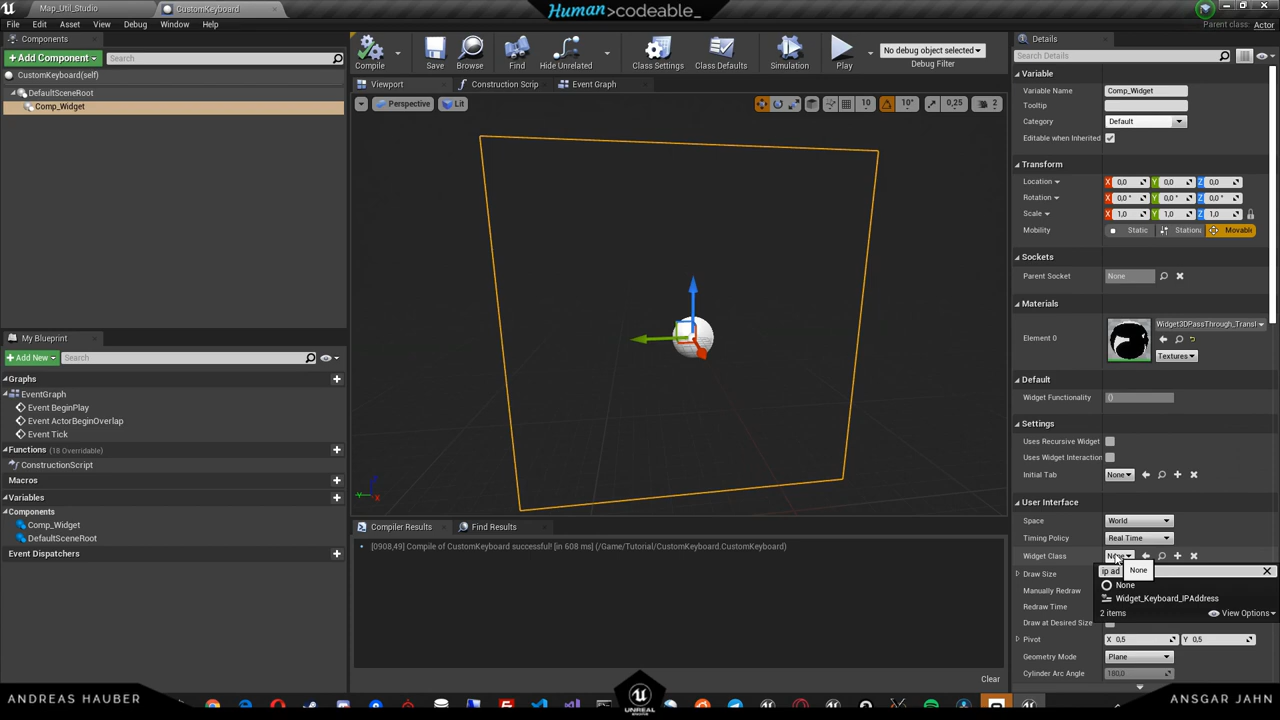 Map_Util_Studio
CustomKeyboard
Human>codeable_
Parent class: Actor
File Edit Asset View Debug Window Help
Components
+Add Component
Search
CustomKeyboard(self)
DefaultSceneRoot
Comp_Widget
Compile
Save
Browse
Find
Hide Unrelated
Class Settings
Class Defaults
Simulation
Play
No debug object selected
Debug Filter
Viewport
Construction Scrip
Event Graph
Perspective
Lit
10
10°
0,25
2
My Blueprint
+Add New
Search
Graphs
EventGraph
Event BeginPlay
Event ActorBeginOverlap
Event Tick
Functions (18 Overridable)
ConstructionScript
Macros
Variables
Components
Comp_Widget
DefaultSceneRoot
Event Dispatchers
Compiler Results
Find Results
[0908,49] Compile of CustomKeyboard successful! [in 608 ms] (/Game/Tutorial/CustomKeyboard.CustomKeyboard)
Clear
Details
Search Details
Variable
Variable Name Comp_Widget
Tooltip
Category Default
Editable when Inherited
Transform
Location X 0,0 Y 0,0 Z 0,0
Rotation X 0,0° Y 0,0° Z 0,0°
Scale X 1,0 Y 1,0 Z 1,0
Mobility Static Stationa Movable
Sockets
Parent Socket None
Materials
Element 0 Widget3DPassThrough_Transl
Textures
Default
Widget Functionality ()
Settings
Uses Recursive Widget
Uses Widget Interaction
Initial Tab None
User Interface
Space World
Timing Policy Real Time
Widget Class None
ip ad
None
Draw Size
None
Manually Redraw
Widget_Keyboard_IPAddress
Redraw Time
2 items
View Options
Draw at Desired Size
Pivot X 0,5 Y 0,5
Geometry Mode Plane
Cylinder Arc Angle 180,0
ANDREAS HAUBER
UNREAL
ANSGAR JAHN